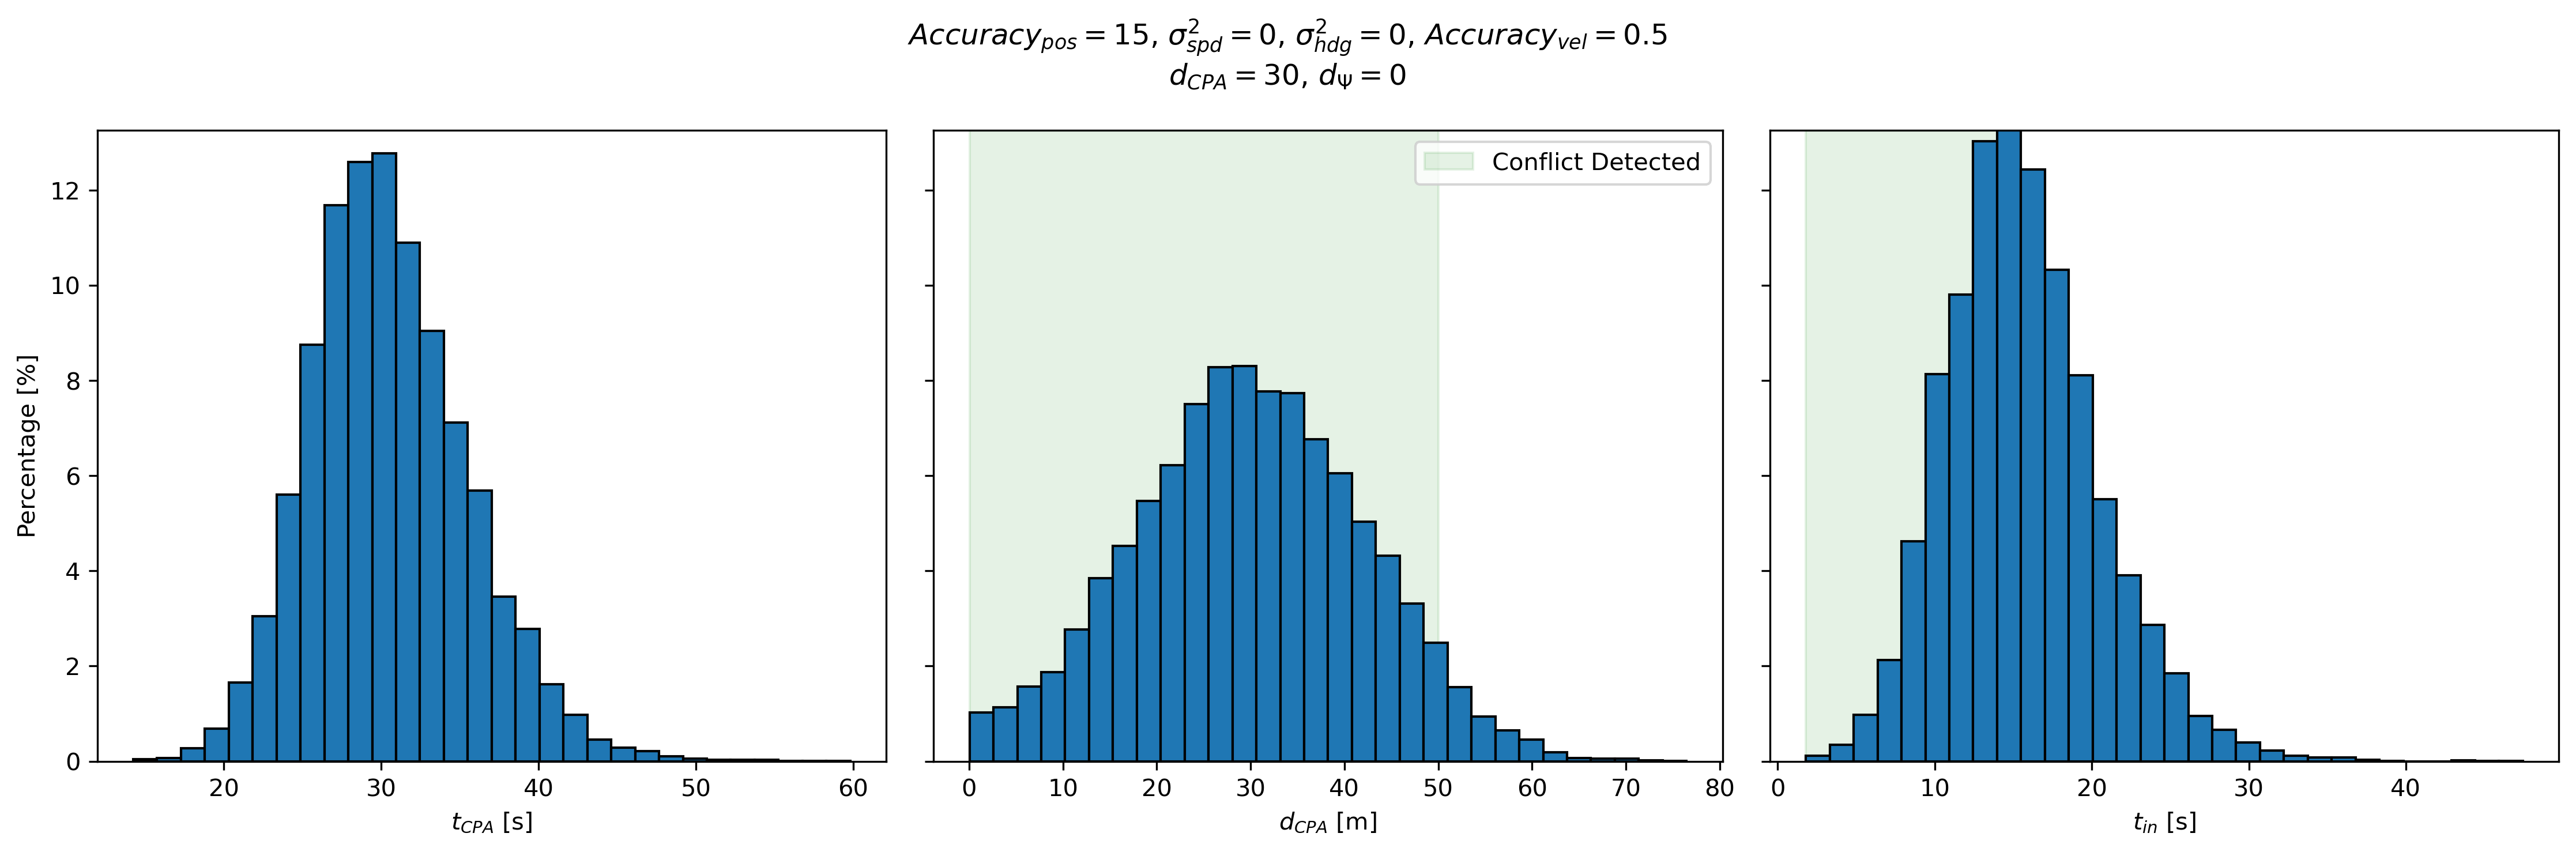 Accuracy_pos = 15, σ²_spd = 0, σ²_hdg = 0, Accuracy_vel = 0.5
d_CPA = 30, d_ψ = 0
Percentage [%]
12
10
8
6
4
2
0
20 30 40 50 60
t_CPA [s]
Conflict Detected
0 10 20 30 40 50 60 70 80
d_CPA [m]
0 10 20 30 40
t_in [s]